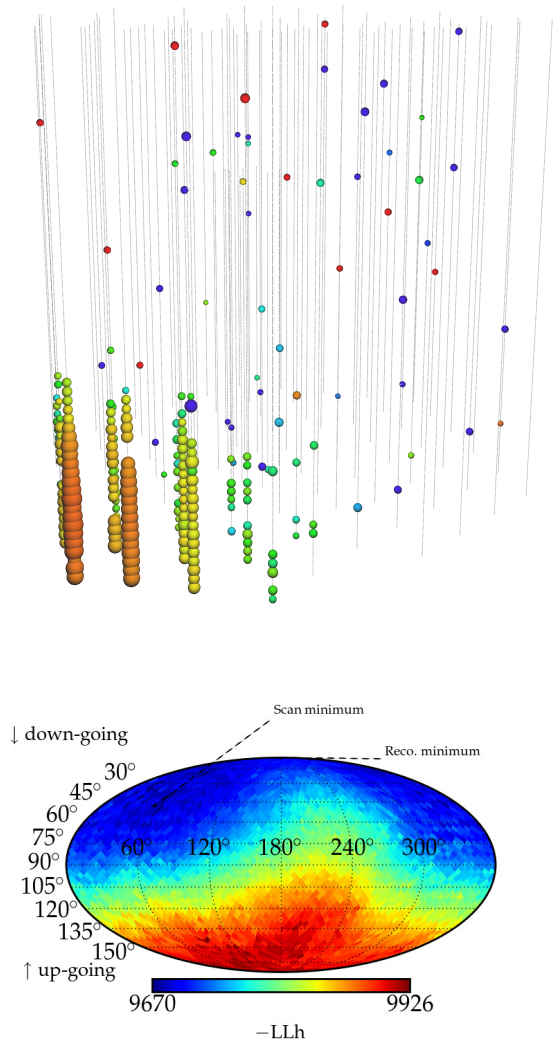 Scan minimum
↓ down-going
Reco. minimum
30°
45°
60°
75°
60° 120° 180° 240° 300°
90°
105°
120°
135°
150°
↑ up-going
9670 9926
−LLh